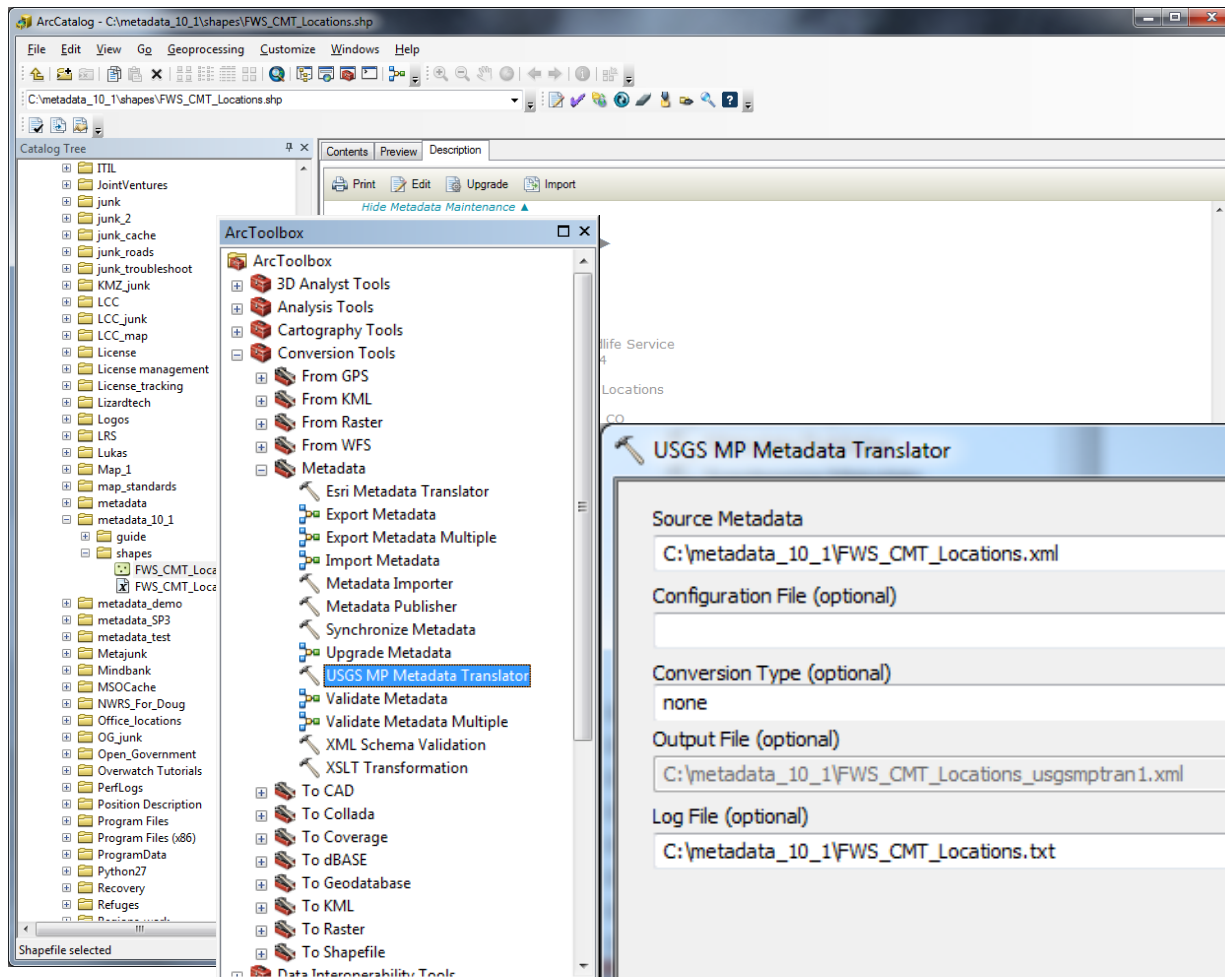 ArcCatalog - C:\metadata_10_1\shapes\FWS_CMT_Locations.shp
File Edit View Go Geoprocessing Customize Windows Help
C:\metadata_10_1\shapes\FWS_CMT_Locations.shp
Catalog Tree
ITIL
JointVentures
junk
junk_2
junk_cache
junk_roads
junk_troubleshoot
KMZ_junk
LCC
LCC_junk
LCC_map
License
License management
License_tracking
Lizardtech
Logos
LRS
Lukas
Map_1
map_standards
metadata
metadata_10_1
guide
shapes
FWS_CMT_Loca
FWS_CMT_Loca
metadata_demo
metadata_SP3
metadata_test
Metajunk
Mindbank
MSOCache
NWRS_For_Doug
Office_locations
OG_junk
Open_Government
Overwatch Tutorials
PerfLogs
Position Description
Program Files
Program Files (x86)
ProgramData
Python27
Recovery
Refuges
Shapefile selected
Contents Preview Description
Print Edit Upgrade Import
Hide Metadata Maintenance ▲
dlife Service
4
Locations
CO
ArcToolbox
ArcToolbox
3D Analyst Tools
Analysis Tools
Cartography Tools
Conversion Tools
From GPS
From KML
From Raster
From WFS
Metadata
Esri Metadata Translator
Export Metadata
Export Metadata Multiple
Import Metadata
Metadata Importer
Metadata Publisher
Synchronize Metadata
Upgrade Metadata
USGS MP Metadata Translator
Validate Metadata
Validate Metadata Multiple
XML Schema Validation
XSLT Transformation
To CAD
To Collada
To Coverage
To dBASE
To Geodatabase
To KML
To Raster
To Shapefile
Data Interoperability Tools
USGS MP Metadata Translator
Source Metadata
C:\metadata_10_1\FWS_CMT_Locations.xml
Configuration File (optional)
Conversion Type (optional)
none
Output File (optional)
C:\metadata_10_1\FWS_CMT_Locations_usgsmptran1.xml
Log File (optional)
C:\metadata_10_1\FWS_CMT_Locations.txt